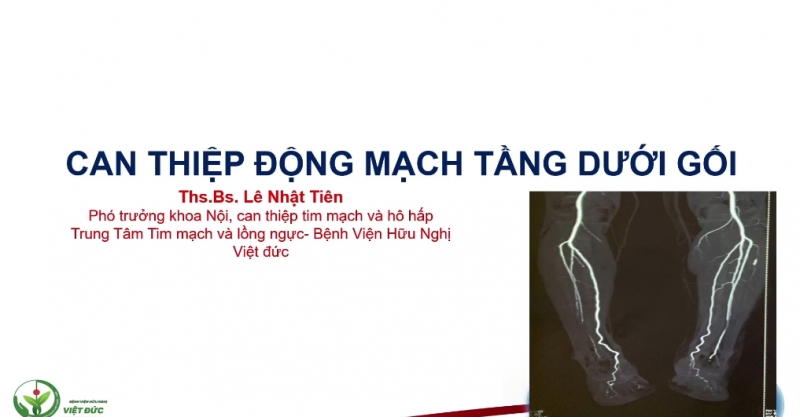 CAN THIỆP ĐỘNG MẠCH TẦNG DƯỚI GỐI
Ths.Bs. Lê Nhật Tiên
Phó trưởng khoa Nội, can thiệp tim mạch và hô hấp
Trung Tâm Tim mạch và lồng ngực- Bệnh Viện Hữu Nghị
Việt đức
BỆNH VIỆN HỮU NGHỊ
VIỆT ĐỨC